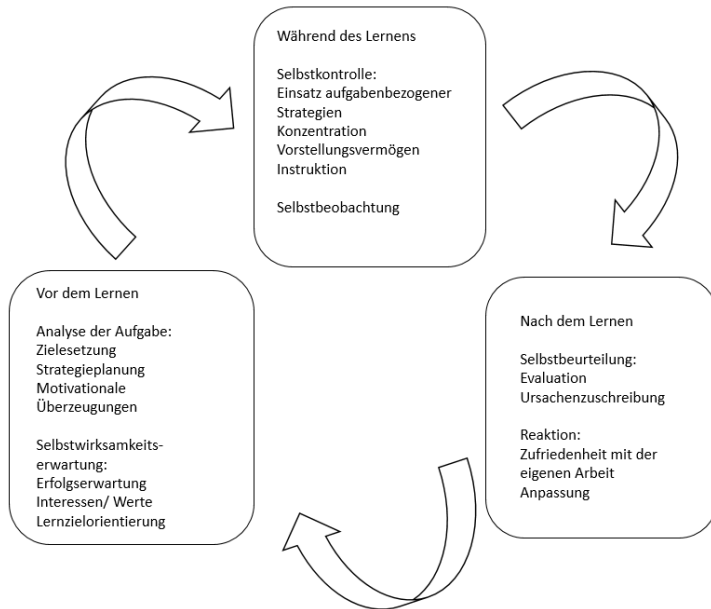 Während des Lernens
Selbstkontrolle:
Einsatz aufgabenbezogener
Strategien
Konzentration
Vorstellungsvermögen
Instruktion
Selbstbeobachtung
Vor dem Lernen
Analyse der Aufgabe:
Zielesetzung
Strategieplanung
Motivationale
Überzeugungen
Selbstwirksamkeits-
erwartung:
Erfolgserwartung
Interessen/ Werte
Lernzielorientierung
Nach dem Lernen
Selbstbeurteilung:
Evaluation
Ursachenzuschreibung
Reaktion:
Zufriedenheit mit der
eigenen Arbeit
Anpassung